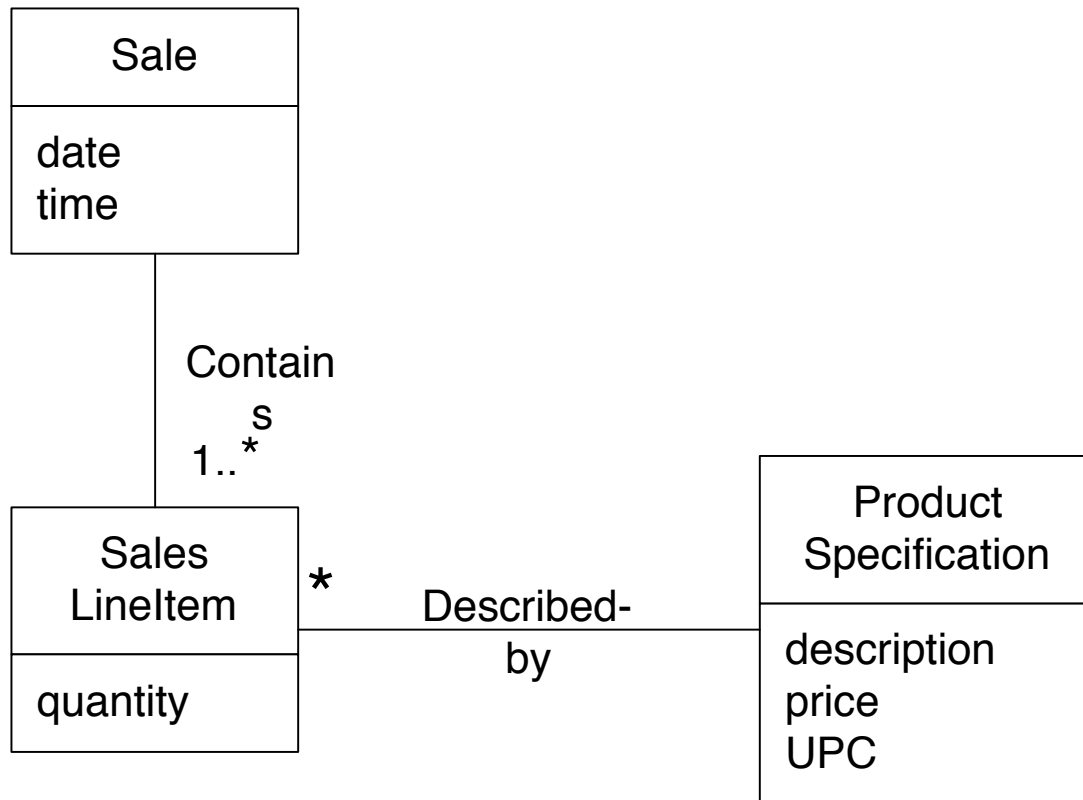 Sale
date
time
Contain
s
1..*
Sales
LineItem
*
quantity
Described-
by
Product
Specification
description
price
UPC